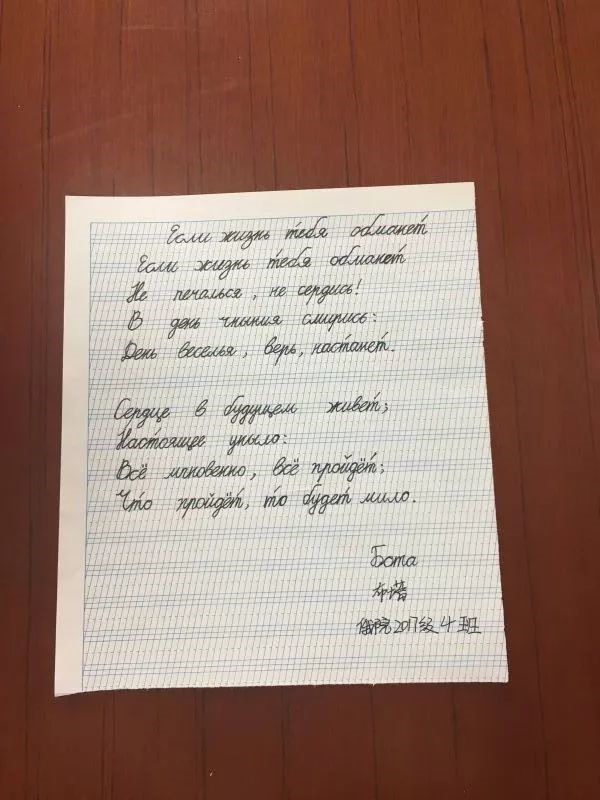 Если жизнь тебя обманет
Если жизнь тебя обманет
Не печалься, не сердись!
В день уныния смирись:
День веселья, верь, настанет.
Сердце в будущем живет;
Настоящее уныло:
Всё мгновенно, всё пройдёт;
Что пройдёт, то будет мило.
Бота
布蕾
俄院2017级4班